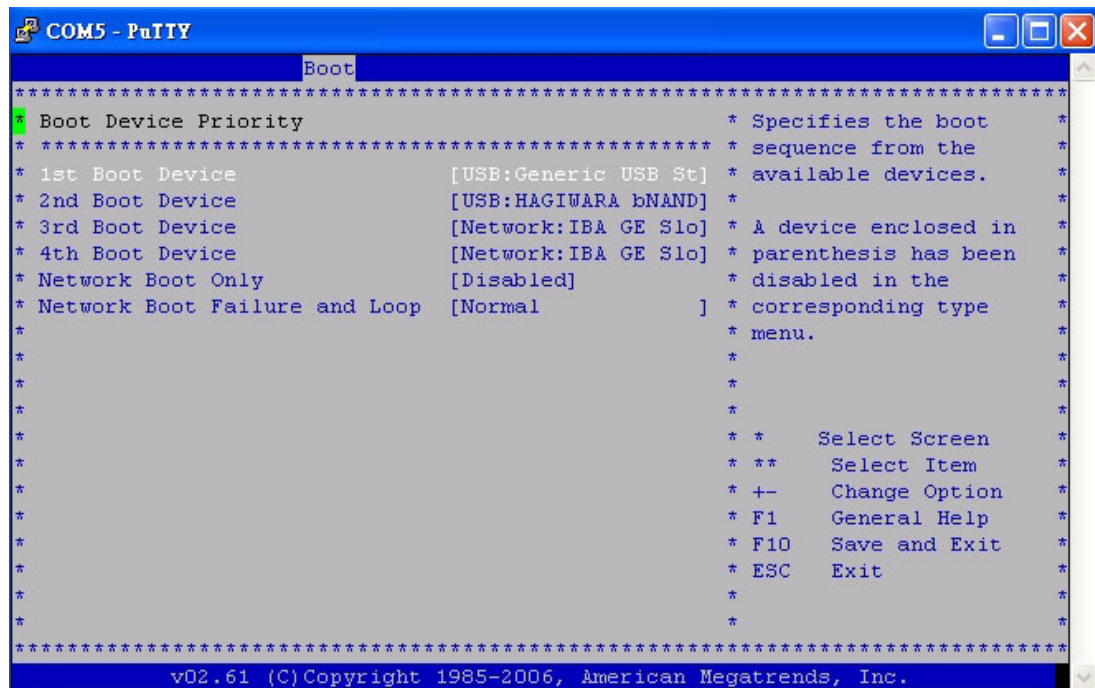 COM5 - PuTTY
Boot
********************************************************************************
* Boot Device Priority * Specifies the boot *
* *************************************************** * sequence from the *
* 1st Boot Device [USB:Generic USB St] * available devices. *
* 2nd Boot Device [USB:HAGIWARA bNAND] * *
* 3rd Boot Device [Network:IBA GE Slo] * A device enclosed in *
* 4th Boot Device [Network:IBA GE Slo] * parenthesis has been *
* Network Boot Only [Disabled] * disabled in the *
* Network Boot Failure and Loop [Normal ] * corresponding type *
* * menu. *
* * *
* * *
* * *
* * * Select Screen *
* * ** Select Item *
* * +- Change Option *
* * F1 General Help *
* * F10 Save and Exit *
* * ESC Exit *
* * *
* * *
********************************************************************************
v02.61 (C)Copyright 1985-2006, American Megatrends, Inc.